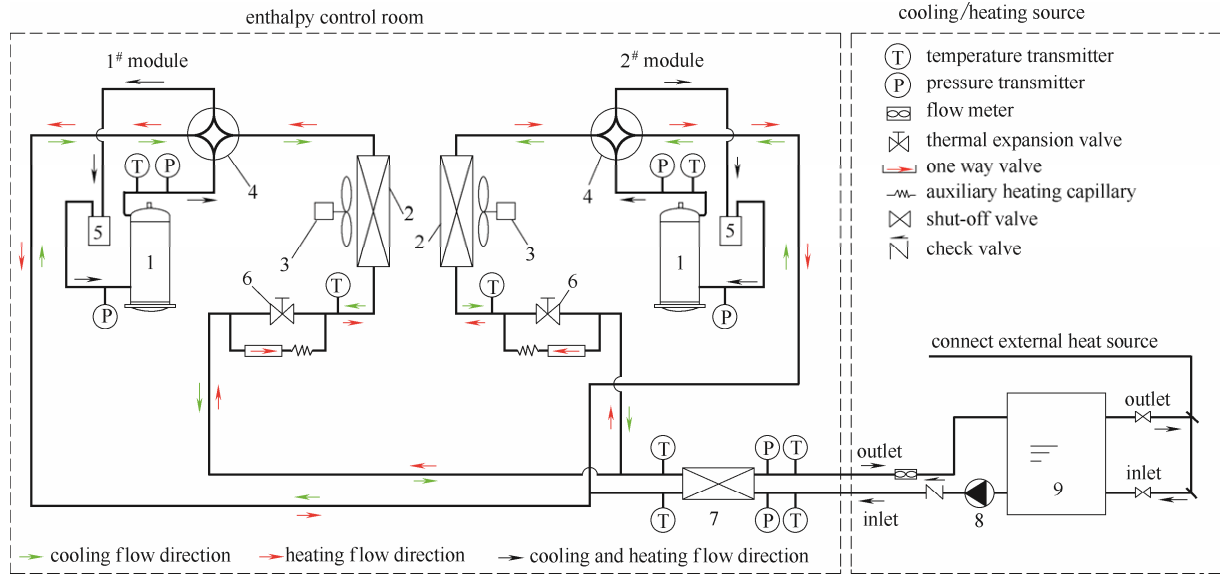 enthalpy control room
cooling/heating source
1# module
2# module
T temperature transmitter
P pressure transmitter
flow meter
thermal expansion valve
one way valve
auxiliary heating capillary
shut-off valve
check valve
T P
P T
4
4
2
2
5
5
1
1
3
3
6
T
T
6
P
P
connect external heat source
outlet
inlet
T
P T
outlet
inlet
7
8
9
T
P T
cooling flow direction
heating flow direction
cooling and heating flow direction